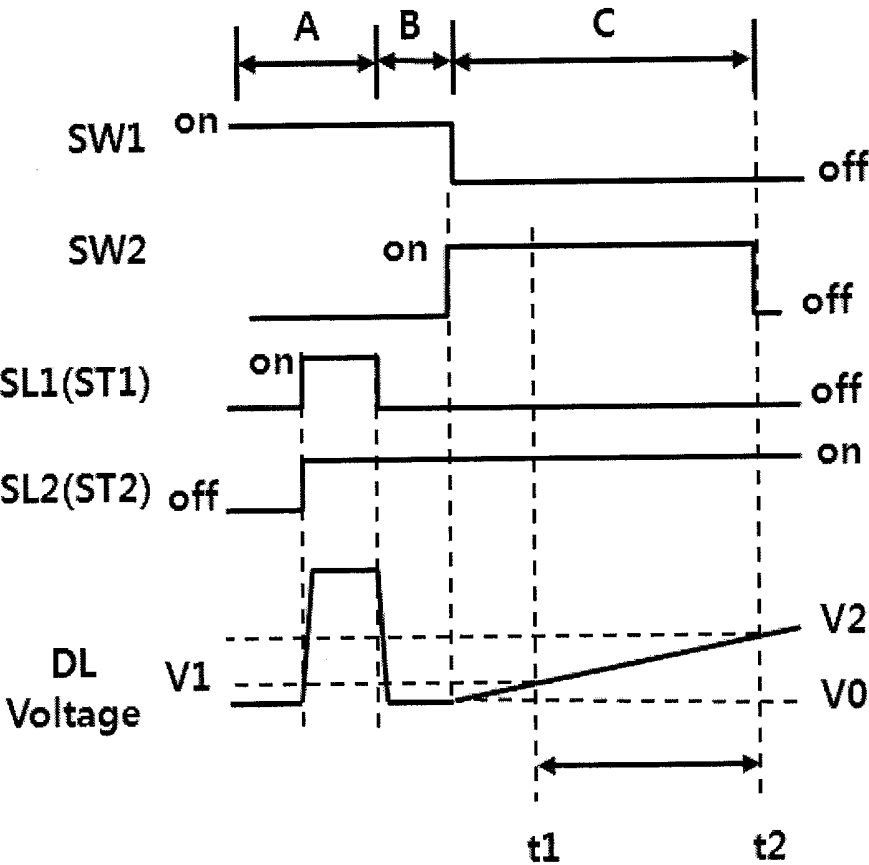 A B C
SW1 on off
SW2 on off
SL1(ST1) on off
SL2(ST2) off on
DL Voltage V1 V2 V0
t1 t2